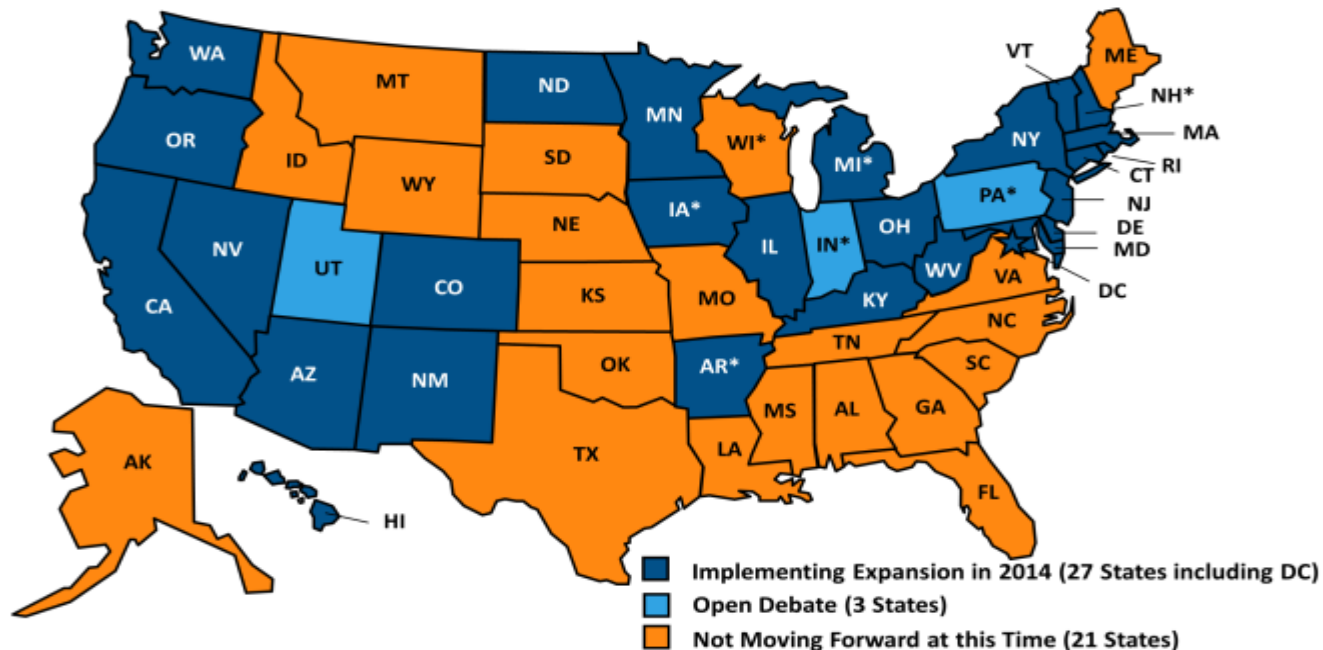 WA
MT
ND
MN
VT
ME
NH*
OR
ID
SD
WI*
MI*
NY
MA
RI
CT
WY
IA*
PA*
NJ
NE
OH
DE
NV
UT
IL
IN*
MD
WV
VA
DC
CA
CO
KS
MO
KY
NC
TN
AZ
NM
OK
AR*
SC
MS
AL
GA
TX
LA
AK
FL
HI
Implementing Expansion in 2014 (27 States including DC)
Open Debate (3 States)
Not Moving Forward at this Time (21 States)